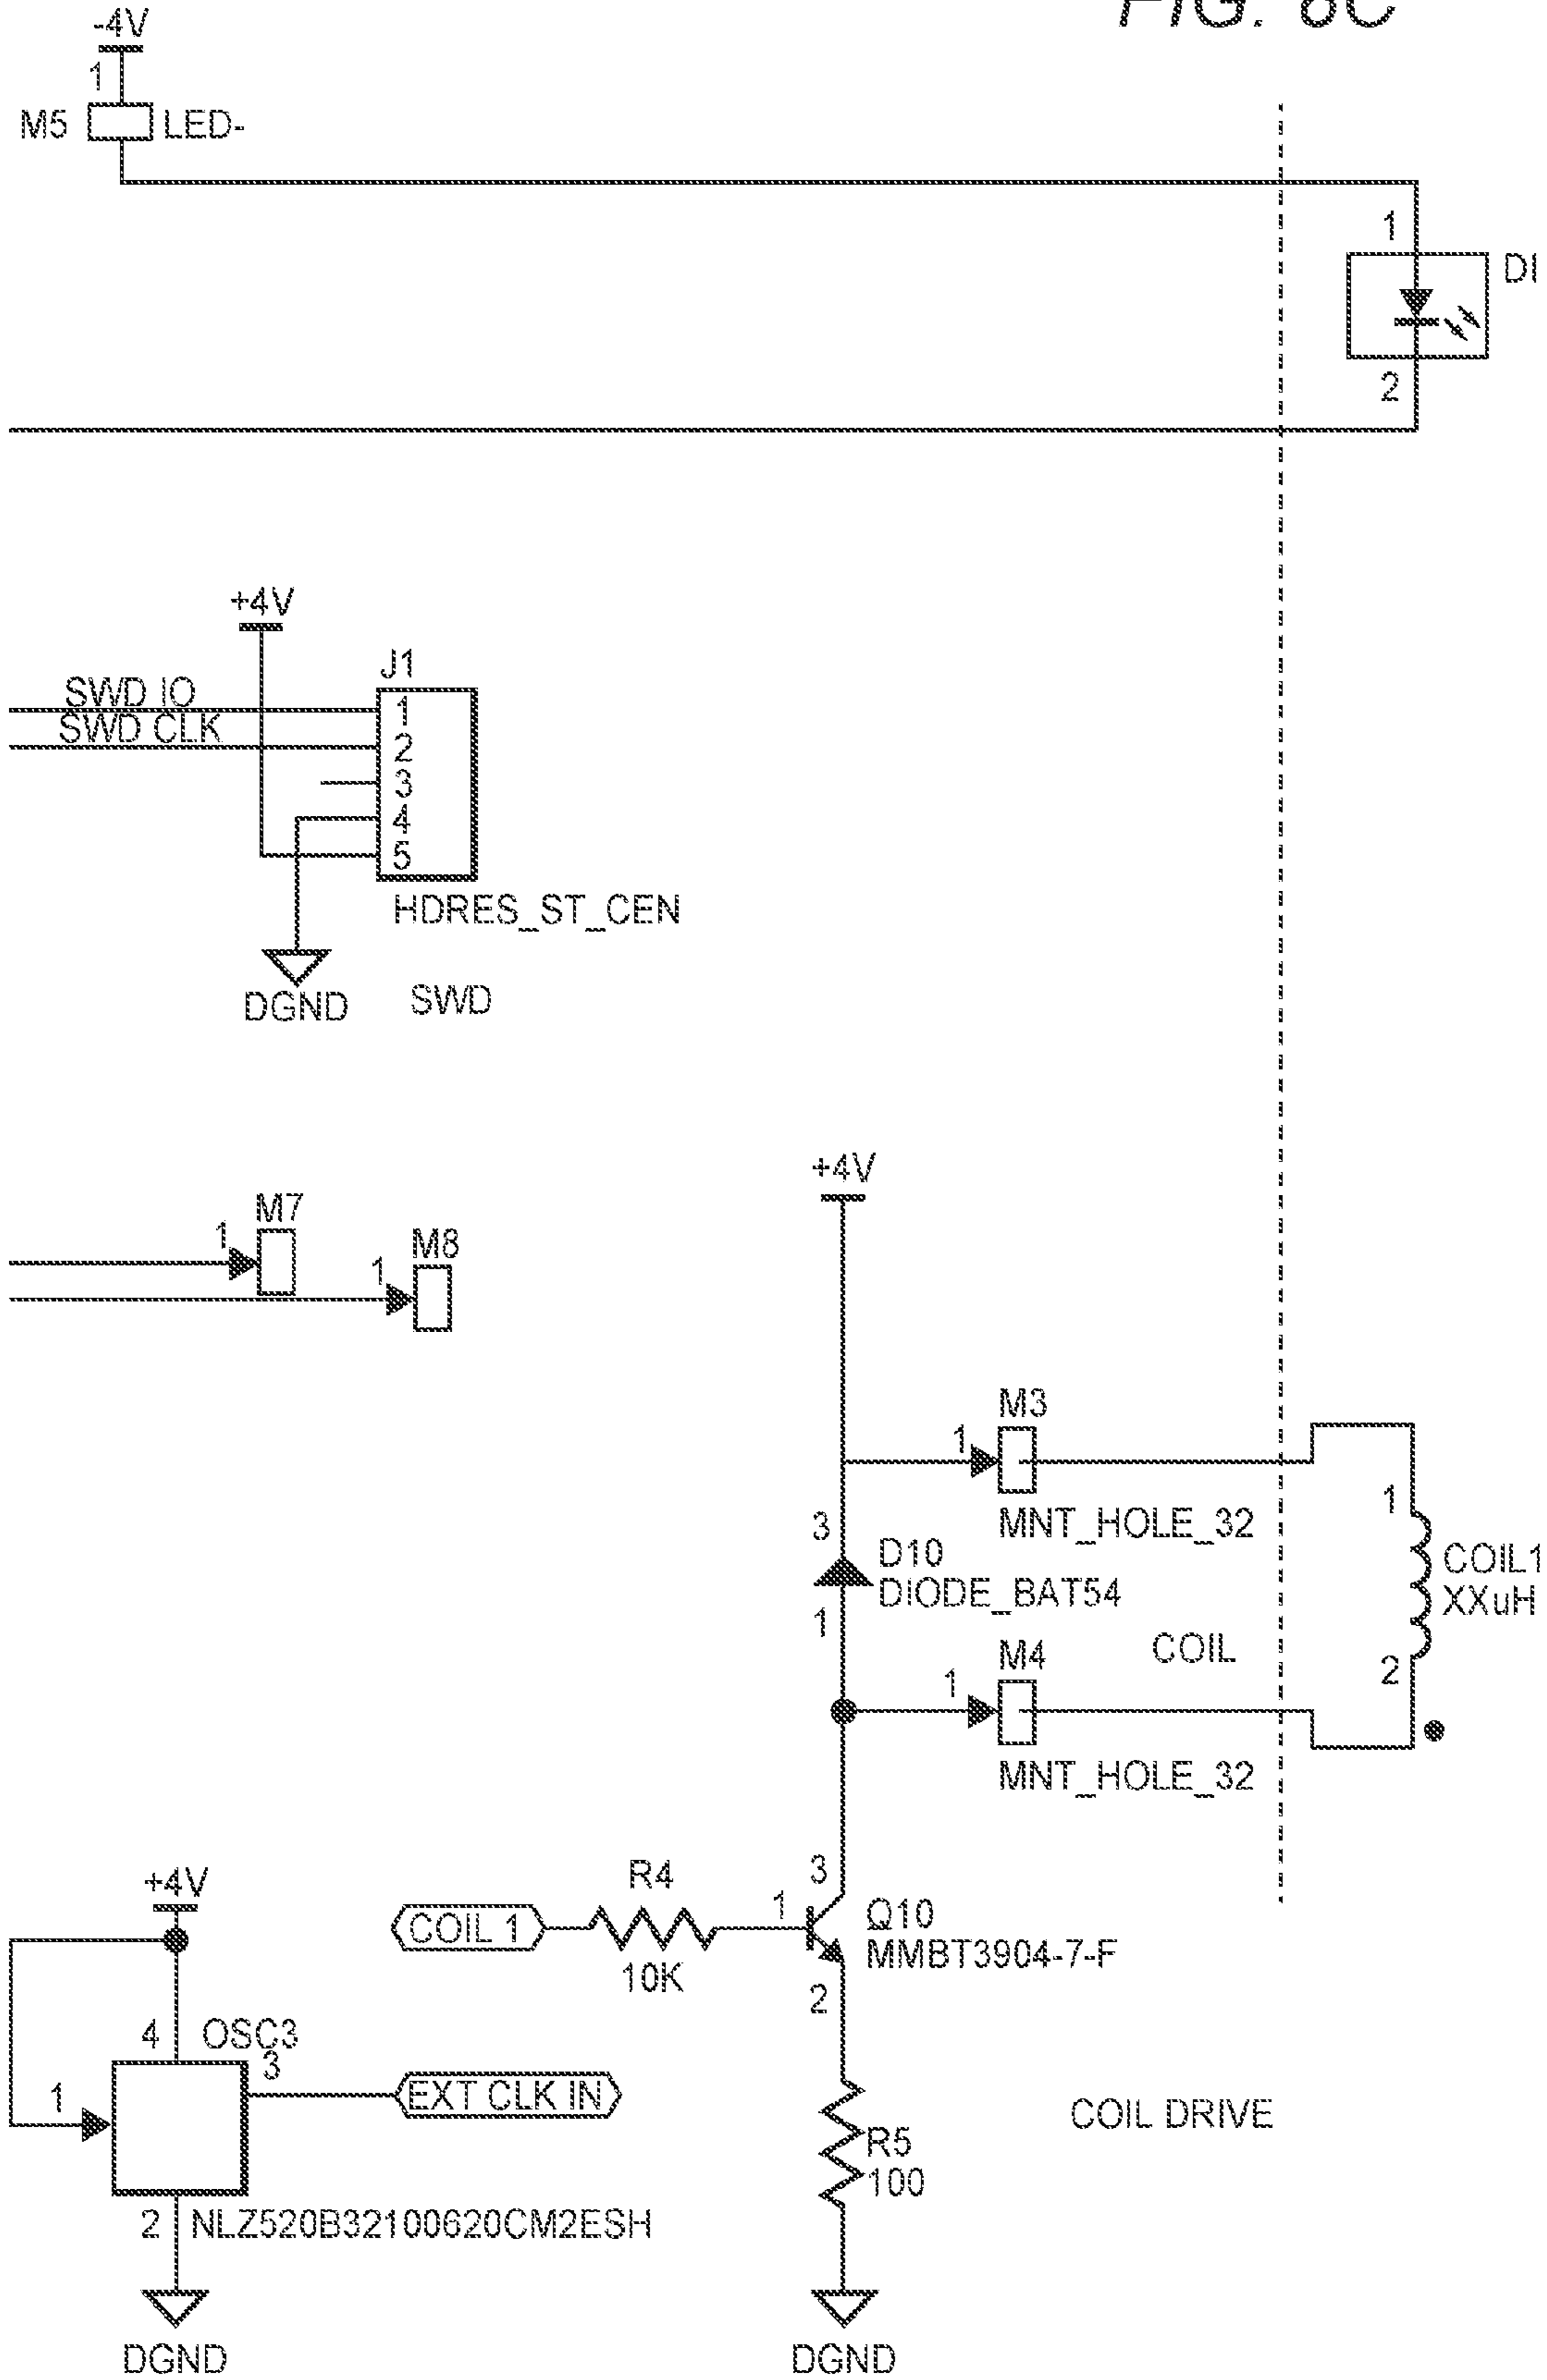 FIG. 8C
-4V
1
M5 LED-
1
DI
2
+4V
J1
SWD IO
1
SWD CLK
2
3
4
5
HDRES_ST_CEN
DGND SWD
+4V
M7
1
M8
1
M3
1
MNT_HOLE_32
1
3
D10
DIODE_BAT54
COIL1
XXuH
1
COIL
M4
2
1
MNT_HOLE_32
+4V
R4
3
COIL 1
1
Q10
MMBT3904-7-F
10K
2
4 OSC3
3
1
EXT CLK IN
COIL DRIVE
R5
100
2 NLZ520B32100620CM2ESH
DGND
DGND